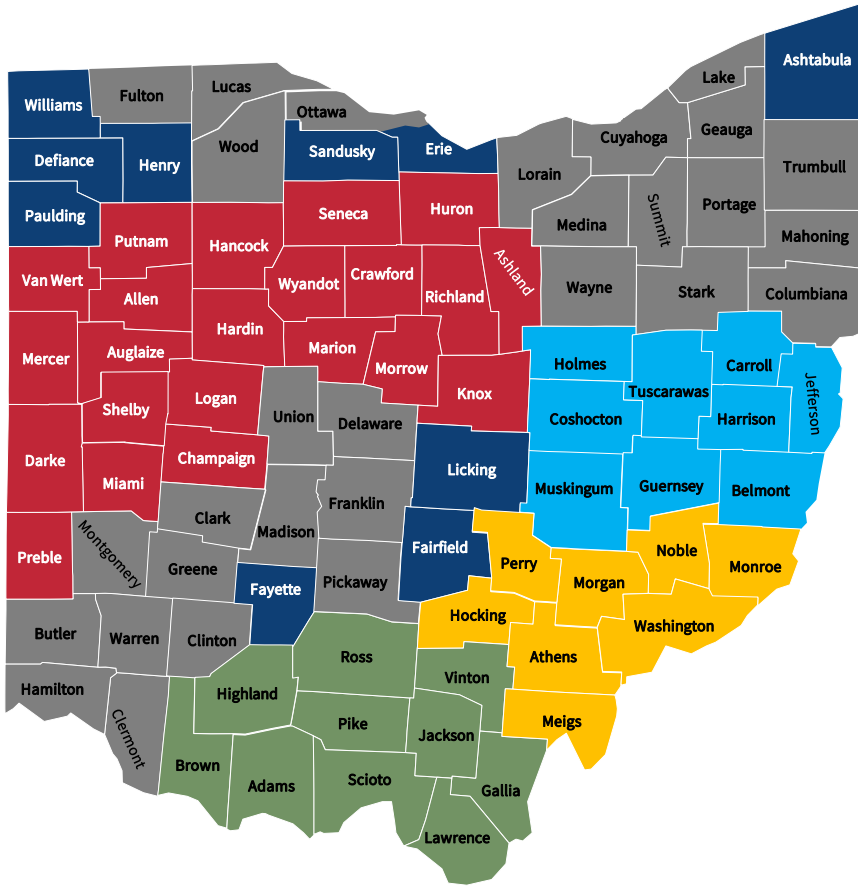 Ashtabula
Lake
Williams
Fulton
Lucas
Ottawa
Geauga
Cuyahoga
Wood
Sandusky
Erie
Defiance
Henry
Lorain
Trumbull
Paulding
Seneca
Huron
Medina
Summit
Portage
Putnam
Hancock
Mahoning
Van Wert
Allen
Wyandot
Crawford
Richland
Ashland
Wayne
Stark
Columbiana
Mercer
Auglaize
Hardin
Marion
Morrow
Holmes
Carroll
Jefferson
Shelby
Logan
Union
Delaware
Knox
Coshocton
Tuscarawas
Harrison
Darke
Miami
Champaign
Licking
Muskingum
Guernsey
Belmont
Clark
Madison
Franklin
Preble
Montgomery
Greene
Fayette
Pickaway
Fairfield
Perry
Morgan
Noble
Monroe
Butler
Warren
Clinton
Hocking
Washington
Hamilton
Highland
Ross
Vinton
Athens
Clermont
Brown
Pike
Jackson
Meigs
Adams
Scioto
Gallia
Lawrence